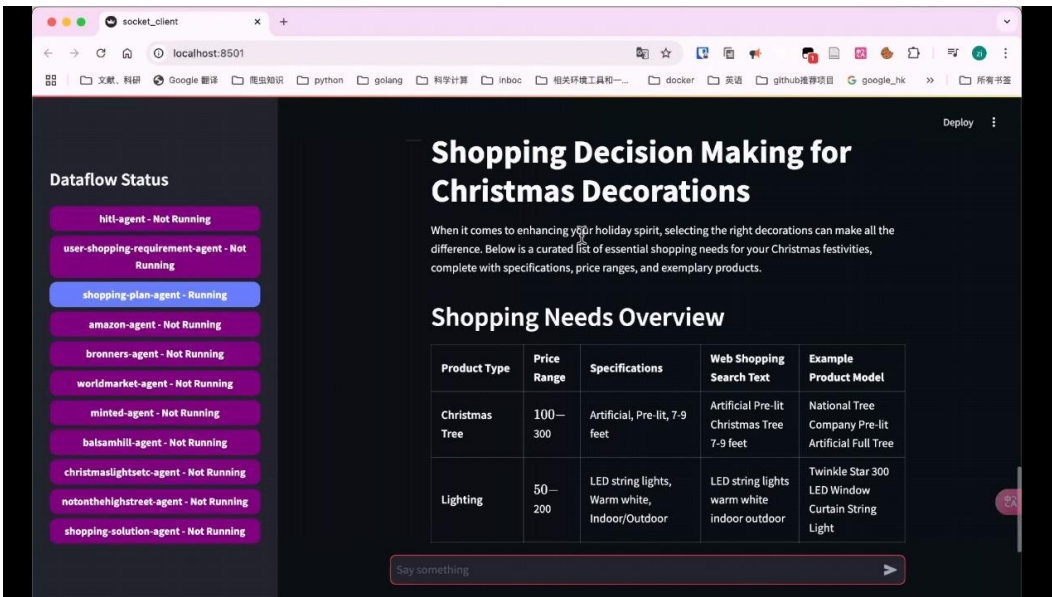 socket_client
localhost:8501
文献、科研
Google 翻译
爬虫知识
python
golang
科学计算
inboc
相关环境工具和一...
docker
英语
github推荐项目
google_hk
所有书签
Deploy
Dataflow Status
hitl-agent - Not Running
user-shopping-requirement-agent - Not
Running
shopping-plan-agent - Running
amazon-agent - Not Running
bronners-agent - Not Running
worldmarket-agent - Not Running
minted-agent - Not Running
balsamhill-agent - Not Running
christmaslightsetc-agent - Not Running
notonthehighstreet-agent - Not Running
shopping-solution-agent - Not Running
Shopping Decision Making for
Christmas Decorations
When it comes to enhancing your holiday spirit, selecting the right decorations can make all the
difference. Below is a curated list of essential shopping needs for your Christmas festivities,
complete with specifications, price ranges, and exemplary products.
Shopping Needs Overview
Product Type
Price
Range
Specifications
Web Shopping
Search Text
Example
Product Model
Christmas
Tree
100—
300
Artificial, Pre-lit, 7-9
feet
Artificial Pre-lit
Christmas Tree
7-9 feet
National Tree
Company Pre-lit
Artificial Full Tree
Lighting
50—
200
LED string lights,
Warm white,
Indoor/Outdoor
LED string lights
warm white
indoor outdoor
Twinkle Star 300
LED Window
Curtain String
Light
Say something